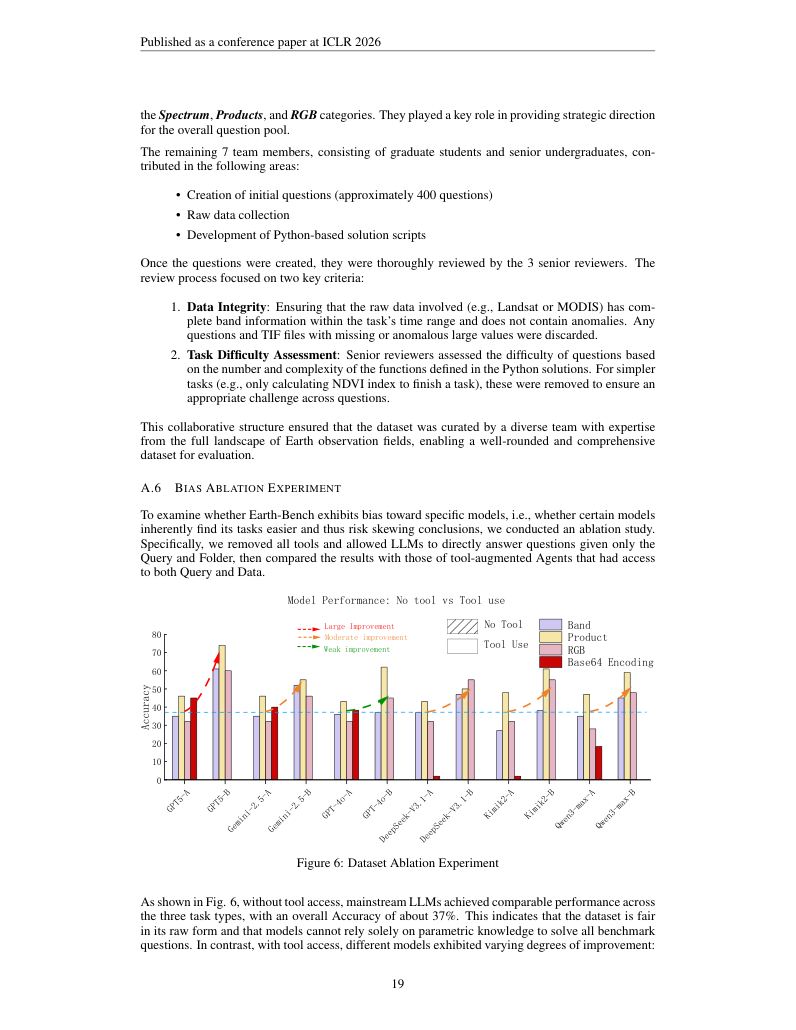 Published as a conference paper at ICLR 2026
the Spectrum, Products, and RGB categories. They played a key role in providing strategic direction
for the overall question pool.
The remaining 7 team members, consisting of graduate students and senior undergraduates, con-
tributed in the following areas:
• Creation of initial questions (approximately 400 questions)
• Raw data collection
• Development of Python-based solution scripts
Once the questions were created, they were thoroughly reviewed by the 3 senior reviewers. The
review process focused on two key criteria:
1. Data Integrity: Ensuring that the raw data involved (e.g., Landsat or MODIS) has com-
plete band information within the task's time range and does not contain anomalies. Any
questions and TIF files with missing or anomalous large values were discarded.
2. Task Difficulty Assessment: Senior reviewers assessed the difficulty of questions based
on the number and complexity of the functions defined in the Python solutions. For simpler
tasks (e.g., only calculating NDVI index to finish a task), these were removed to ensure an
appropriate challenge across questions.
This collaborative structure ensured that the dataset was curated by a diverse team with expertise
from the full landscape of Earth observation fields, enabling a well-rounded and comprehensive
dataset for evaluation.
A.6 BIAS ABLATION EXPERIMENT
To examine whether Earth-Bench exhibits bias toward specific models, i.e., whether certain models
inherently find its tasks easier and thus risk skewing conclusions, we conducted an ablation study.
Specifically, we removed all tools and allowed LLMs to directly answer questions given only the
Query and Folder, then compared the results with those of tool-augmented Agents that had access
to both Query and Data.
Model Performance: No tool vs Tool use
Large Improvement
Moderate improvement
Weak improvement
No Tool
Tool Use
Band
Product
RGB
Base64 Encoding
Accuracy
80
70
60
50
40
30
20
10
0
GPT5-A
GPT5-B
Gemini-2.5-A
Gemini-2.5-B
GPT-4o-A
GPT-4o-B
DeepSeek-V3.1-A
DeepSeek-V3.1-B
Kimik2-A
Kimik2-B
Qwen3-max-A
Qwen3-max-B
Figure 6: Dataset Ablation Experiment
As shown in Fig. 6, without tool access, mainstream LLMs achieved comparable performance across
the three task types, with an overall Accuracy of about 37%. This indicates that the dataset is fair
in its raw form and that models cannot rely solely on parametric knowledge to solve all benchmark
questions. In contrast, with tool access, different models exhibited varying degrees of improvement:
19